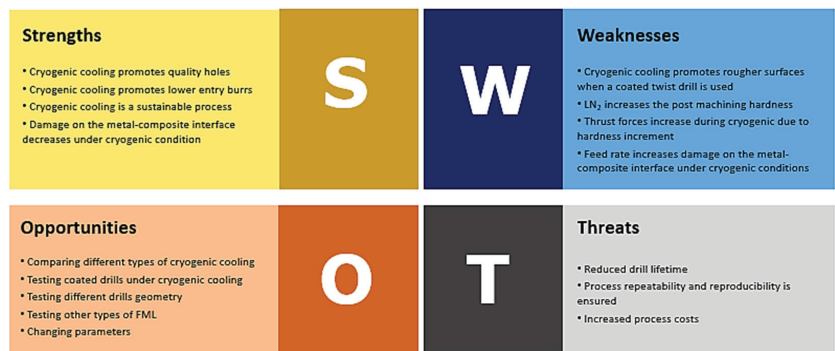 Strengths
• Cryogenic cooling promotes quality holes
• Cryogenic cooling promotes lower entry burrs
• Cryogenic cooling is a sustainable process
• Damage on the metal-composite interface
decreases under cryogenic condition
S
W
Weaknesses
• Cryogenic cooling promotes rougher surfaces
when a coated twist drill is used
• LN₂ increases the post machining hardness
• Thrust forces increase during cryogenic due to
hardness increment
• Feed rate increases damage on the metal-
composite interface under cryogenic conditions
Opportunities
• Comparing different types of cryogenic cooling
• Testing coated drills under cryogenic cooling
• Testing different drills geometry
• Testing other types of FML
• Changing parameters
O
T
Threats
• Reduced drill lifetime
• Process repeatability and reproducibility is
ensured
• Increased process costs